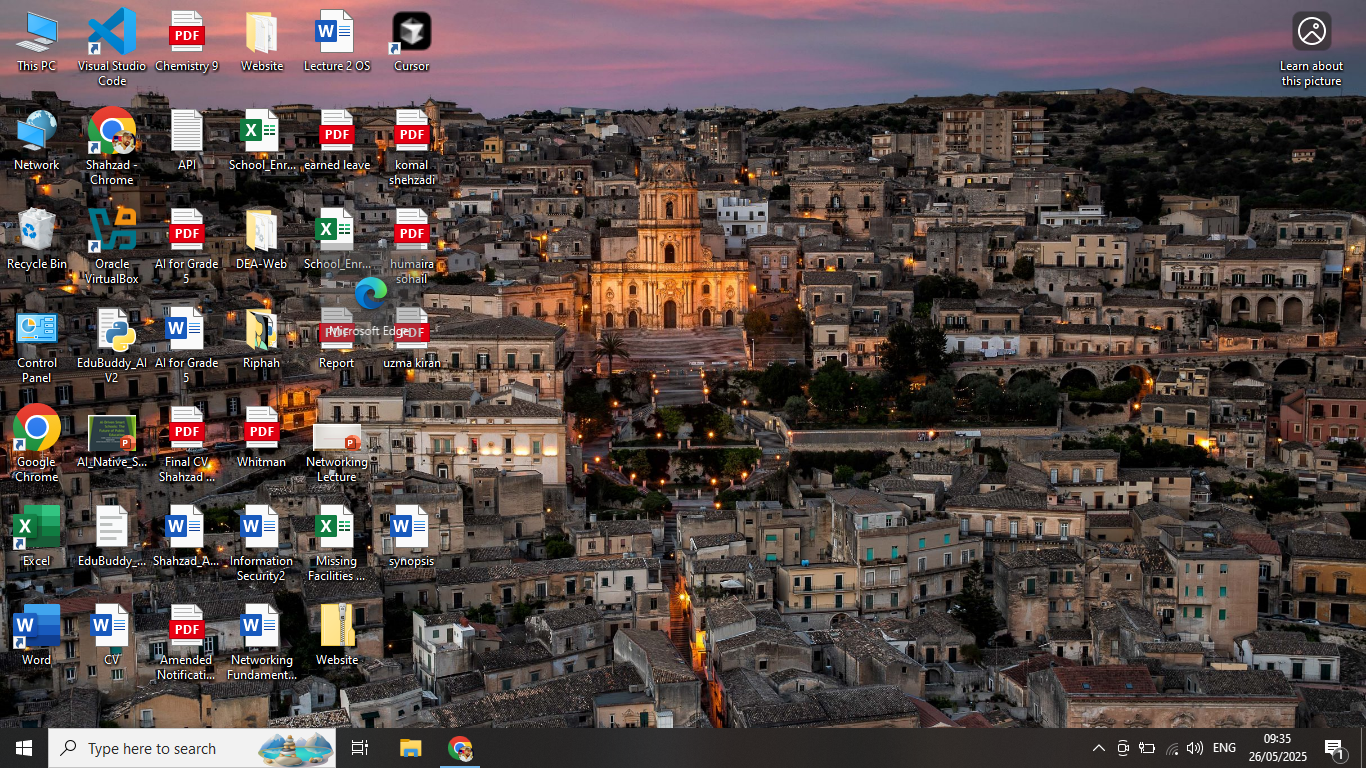 This PC
Visual Studio
Code
Chemistry 9
Website
Lecture 2 OS
Cursor
Learn about
this picture
Network
Shahzad -
Chrome
API
School_Enr...
earned leave
komal
shehzadi
Recycle Bin
Oracle
VirtualBox
AI for Grade
5
DEA-Web
School_Enr...
humaira
sohail
Microsoft Edge
Control
Panel
EduBuddy_AI
V2
AI for Grade
5
Riphah
Report
uzma kiran
Google
Chrome
AI_Native_S...
Final CV
Shahzad ...
Whitman
Networking
Lecture
Excel
EduBuddy_...
Shahzad_A...
Information
Security2
Missing
Facilities ...
synopsis
Word
CV
Amended
Notificati...
Networking
Fundament...
Website
Type here to search
ENG
09:35
26/05/2025
1